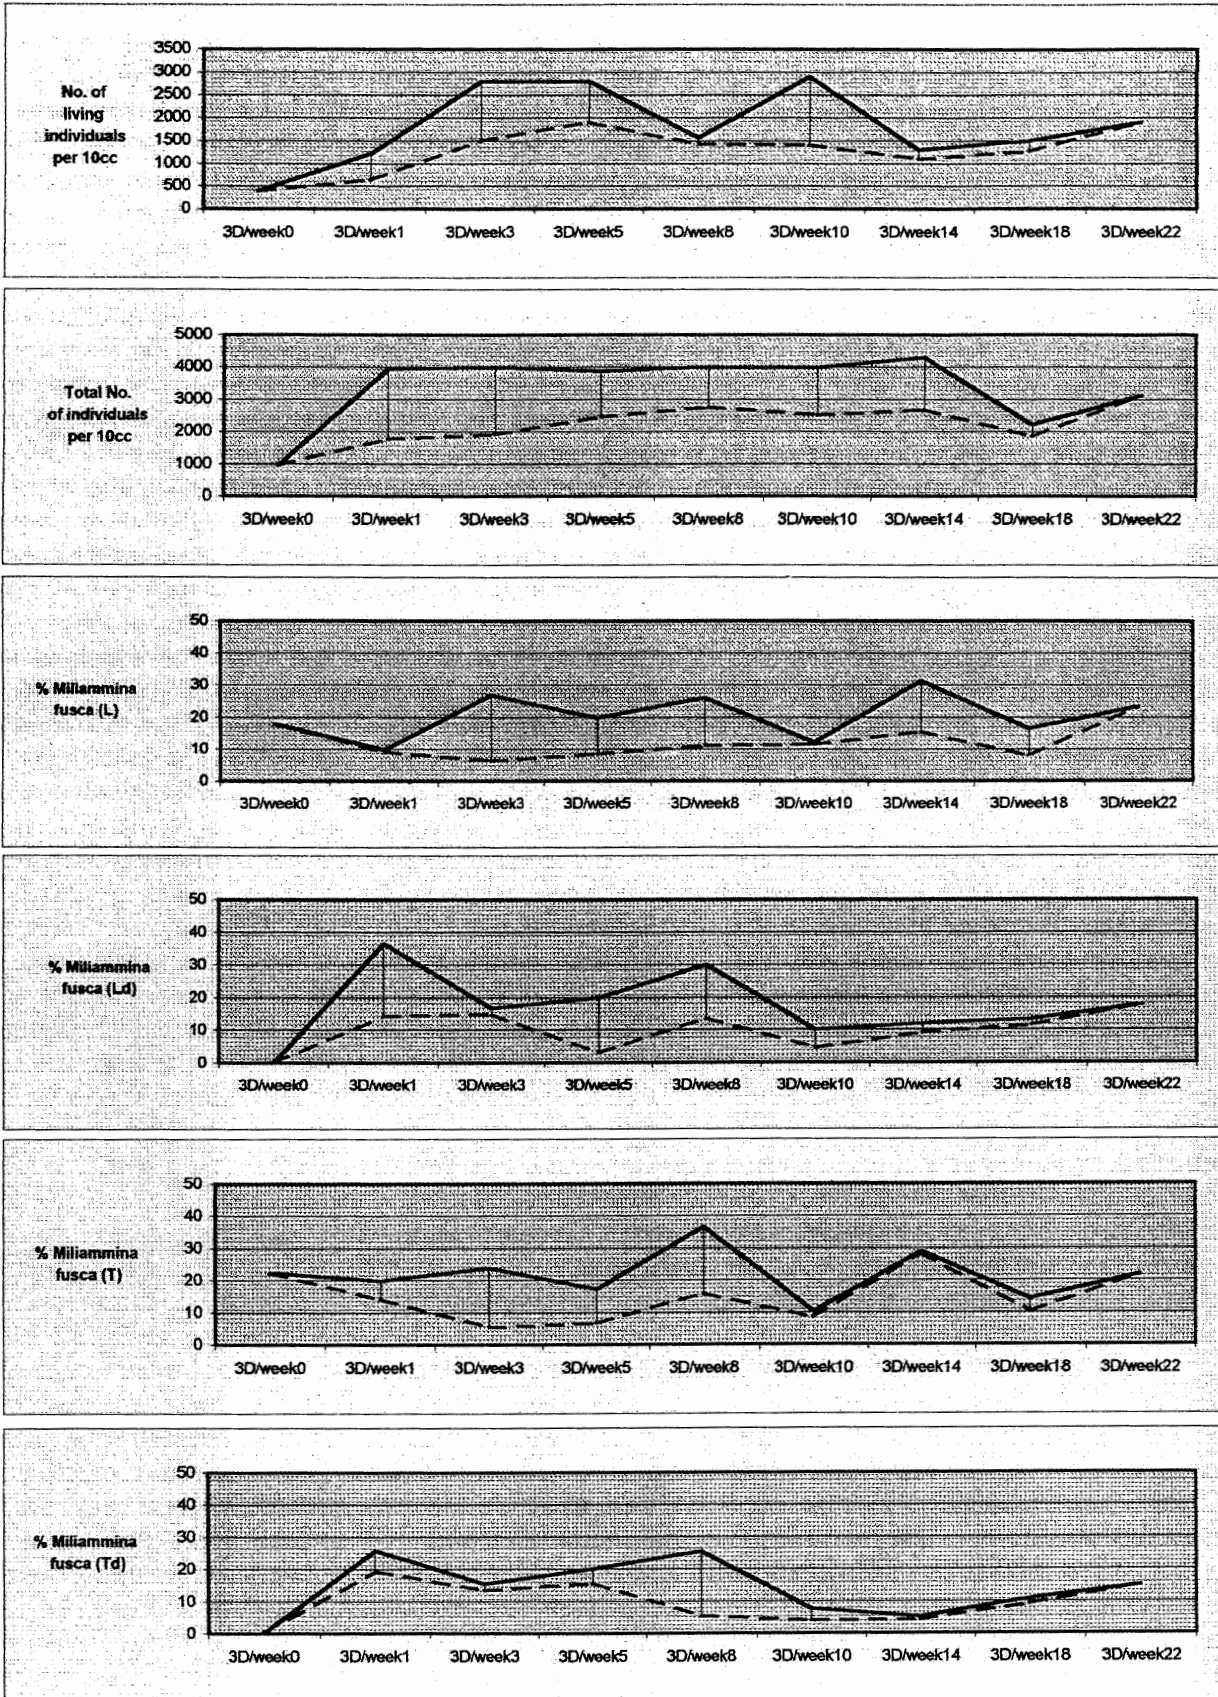 3500
3000
2500
2000
1500
1000
500
0
No. of
living
individuals
per 10cc
3D/week0 3D/week1 3D/week3 3D/week5 3D/week8 3D/week10 3D/week14 3D/week18 3D/week22
5000
4000
3000
2000
1000
0
Total No.
of individuals
per 10cc
3D/week0 3D/week1 3D/week3 3D/week5 3D/week8 3D/week10 3D/week14 3D/week18 3D/week22
50
40
30
20
10
0
% Miliammina
fusca (L)
3D/week0 3D/week1 3D/week3 3D/week5 3D/week8 3D/week10 3D/week14 3D/week18 3D/week22
50
40
30
20
10
0
% Miliammina
fusca (Ld)
3D/week0 3D/week1 3D/week3 3D/week5 3D/week8 3D/week10 3D/week14 3D/week18 3D/week22
50
40
30
20
10
0
% Miliammina
fusca (T)
3D/week0 3D/week1 3D/week3 3D/week5 3D/week8 3D/week10 3D/week14 3D/week18 3D/week22
50
40
30
20
10
0
% Miliammina
fusca (Td)
3D/week0 3D/week1 3D/week3 3D/week5 3D/week8 3D/week10 3D/week14 3D/week18 3D/week22